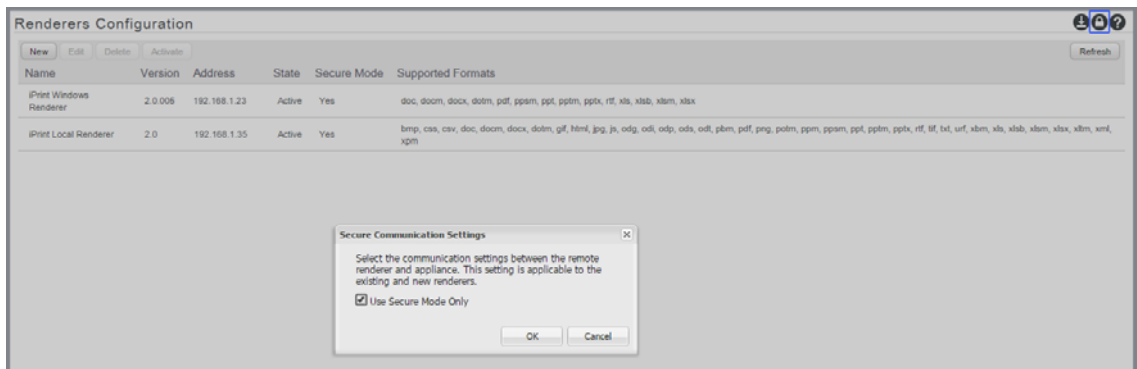 Renderers Configuration
New Edit Delete Activate Refresh
Name Version Address State Secure Mode Supported Formats
iPrint Windows
Renderer 2.0.006 192.168.1.23 Active Yes doc, docm, docx, dotm, pdf, ppsm, ppt, pptm, pptx, rtf, xls, xlsb, xlsm, xlsx
iPrint Local Renderer 2.0 192.168.1.35 Active Yes bmp, css, csv, doc, docm, docx, dotm, gif, html, jpg, js, odg, odi, odp, ods, odt, pbm, pdf, png, potm, ppm, ppsm, ppt, pptm, pptx, rtf, tif, txt, urf, xbm, xls, xlsb, xlsm, xlsx, xltm, xml,
xpm
Secure Communication Settings
Select the communication settings between the remote
renderer and appliance. This setting is applicable to the
existing and new renderers.
Use Secure Mode Only
OK Cancel